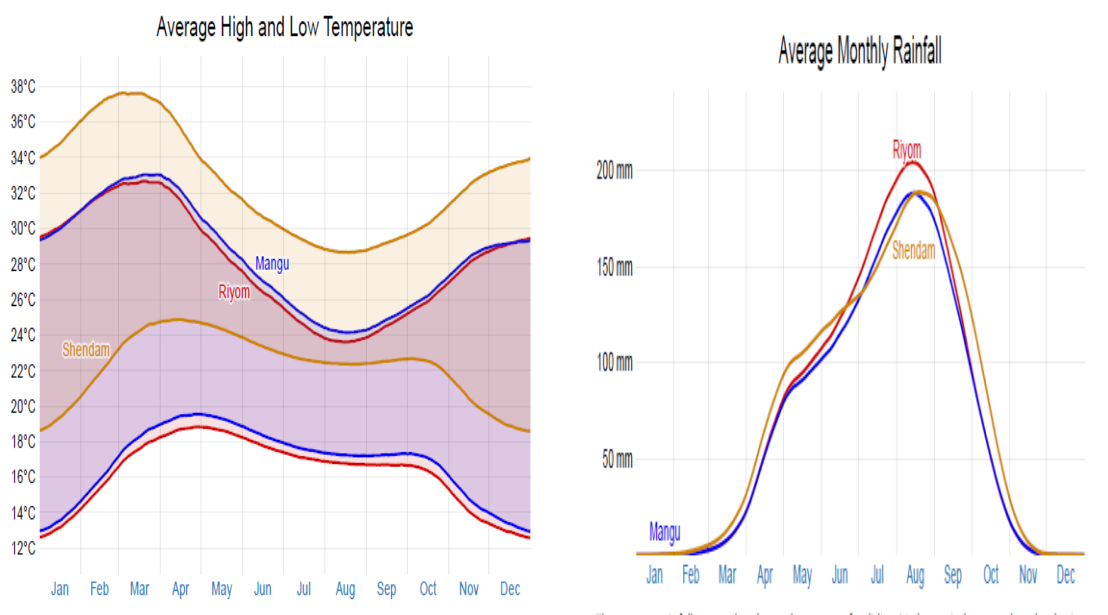 Average High and Low Temperature
38°C
36°C
34°C
32°C
30°C
28°C
26°C
24°C
22°C
20°C
18°C
16°C
14°C
12°C
Mangu
Riyom
Shendam
Jan Feb Mar Apr May Jun Jul Aug Sep Oct Nov Dec
Average Monthly Rainfall
200 mm
150 mm
100 mm
50 mm
Riyom
Shendam
Mangu
Jan Feb Mar Apr May Jun Jul Aug Sep Oct Nov Dec